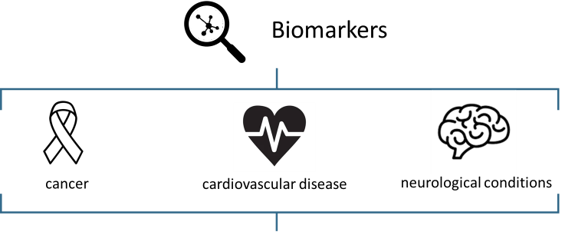 Biomarkers
cancer
cardiovascular disease
neurological conditions